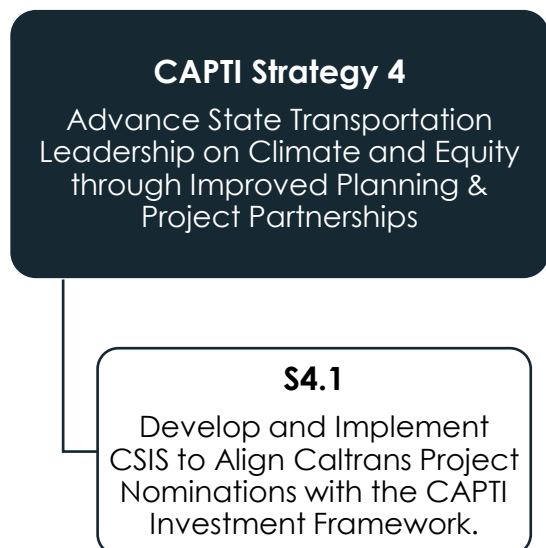 CAPTI Strategy 4
Advance State Transportation
Leadership on Climate and Equity
through Improved Planning &
Project Partnerships
S4.1
Develop and Implement
CSIS to Align Caltrans Project
Nominations with the CAPTI
Investment Framework.